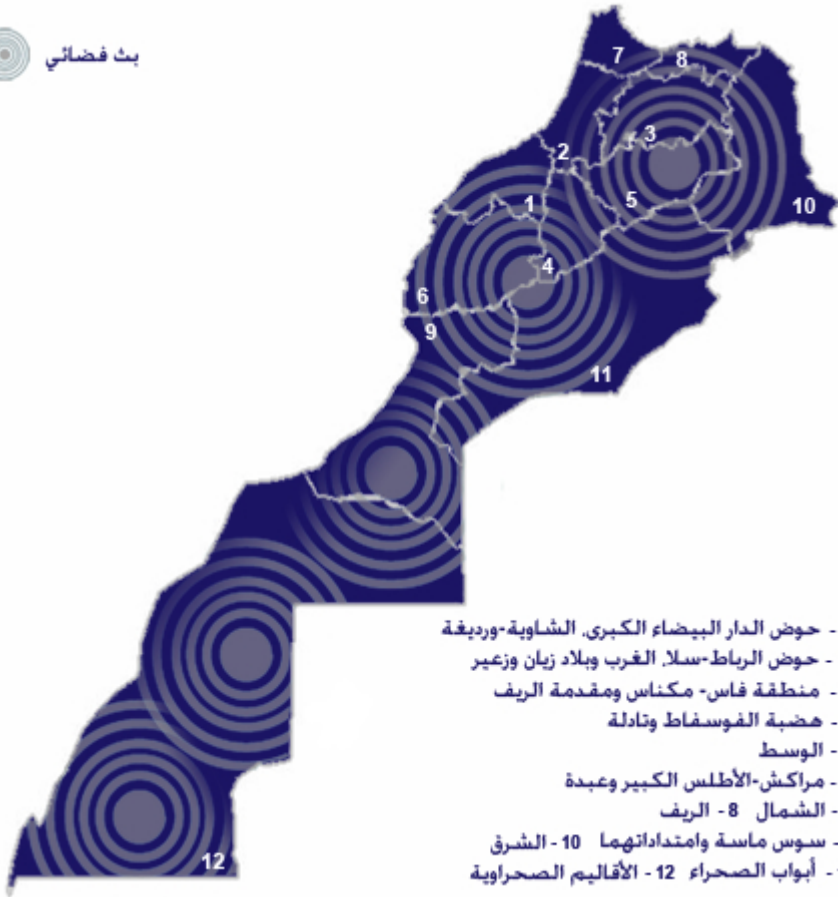 بث فضائي
7
8
3
2
5
1
10
4
6
9
11
12
- حوض الدار البيضاء الكبرى. الشاوية-ورديغة
- حوض الرباط-سلا. الغرب وبلاد زيان وزعير
- منطقة فاس- مكناس ومقدمة الريف
- هضبة الفوسفاط وتادلة
- الوسط
- مراكش-الأطلس الكبير وعبدة
- الشمال 8 - الريف
- سوس ماسة وامتداداتهما 10 - الشرق
- أبواب الصحراء 12 - الأقاليم الصحراوية